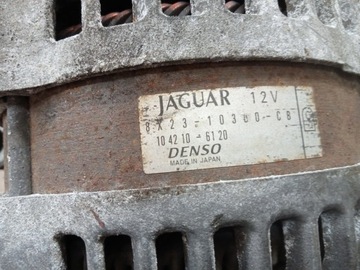 JAGUAR 12V
8X23-10300-CB
104210-6120
DENSO
MADE IN JAPAN